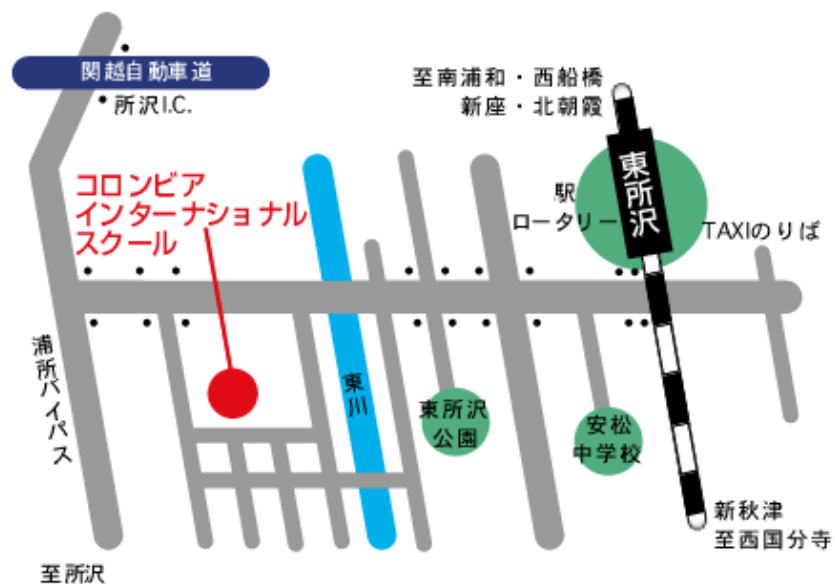 関越自動車道
所沢I.C.
至南浦和・西船橋
新座・北朝霞
東所沢
駅
ロータリー
TAXIのりば
コロンビア
インターナショナル
スクール
浦所バイパス
東川
東所沢
公園
安松
中学校
新秋津
至西国分寺
至所沢